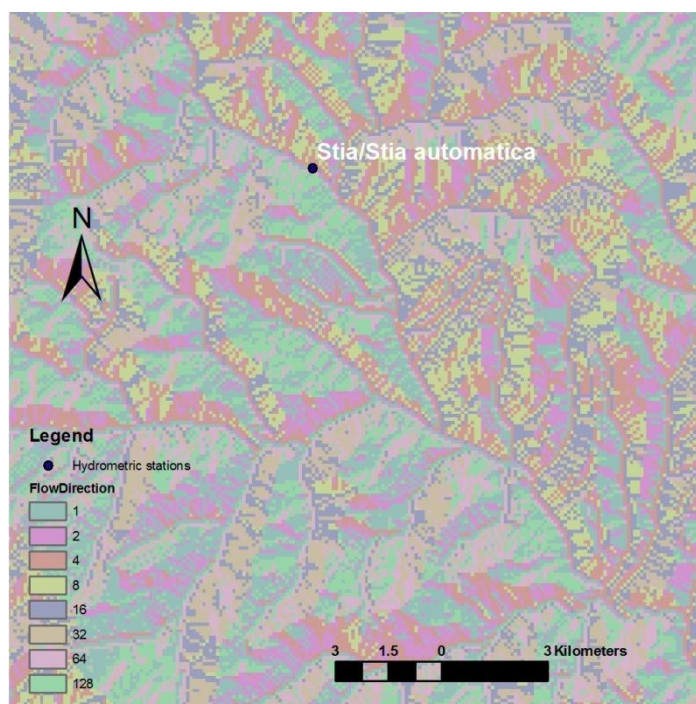 Stia/Stia automatica
N
Legend
Hydrometric stations
FlowDirection
1
2
4
8
16
32
64
128
3 1.5 0 3 Kilometers